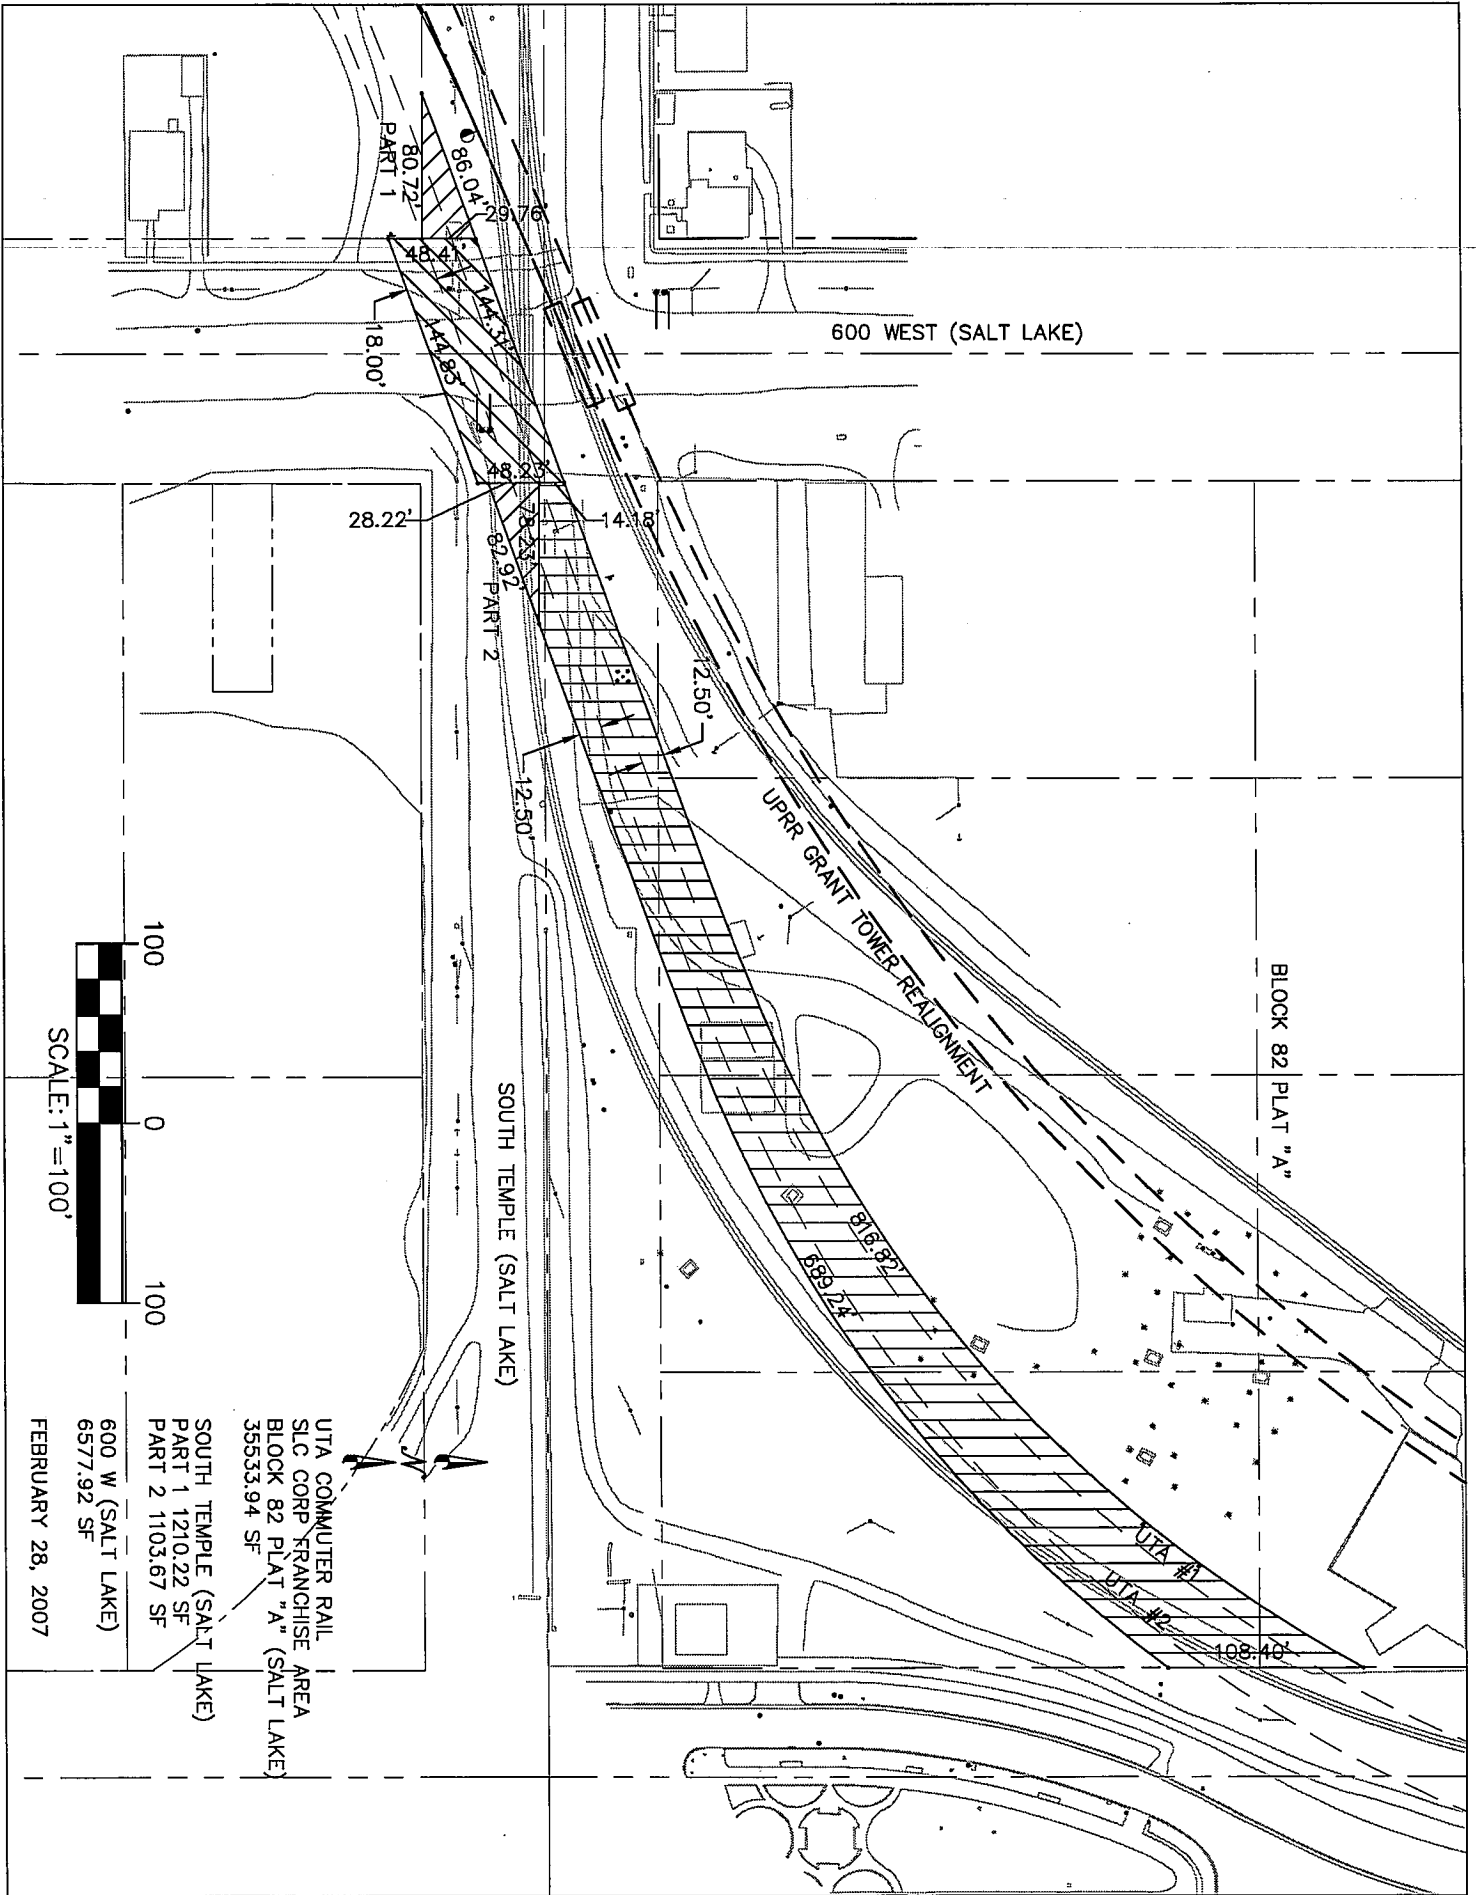 600 WEST (SALT LAKE)
PART 1
80.72'
86.04'
29.76'
48.41'
144.31'
144.83'
18.00'
48.23'
28.22'
14.18'
78.23'
82.92'
PART 2
12.50'
12.50'
UPRR GRANT TOWER REALIGNMENT
BLOCK 82 PLAT "A"
SOUTH TEMPLE (SALT LAKE)
816.82'
689.24'
UTA #1
UTA #2
108.40'
100 0 100
SCALE: 1"=100'
N
UTA COMMUTER RAIL
SLC CORP FRANCHISE AREA
BLOCK 82 PLAT "A" (SALT LAKE)
35533.94 SF
SOUTH TEMPLE (SALT LAKE)
PART 1 1210.22 SF
PART 2 1103.67 SF
600 W (SALT LAKE)
6577.92 SF
FEBRUARY 28, 2007